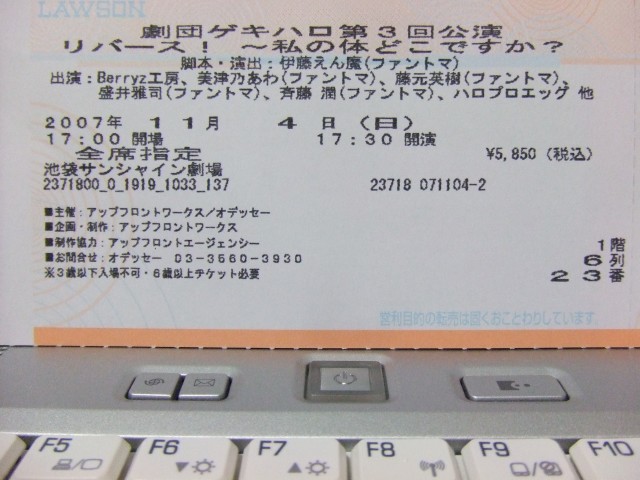 LAWSON
劇団ゲキハロ第3回公演
リバース! ～私の体どこですか?
脚本・演出:伊藤えん魔(ファントマ)
出演:Berryz工房、美津乃あわ(ファントマ)、藤元英樹(ファントマ)、
盛井雅司(ファントマ)、斉藤 潤(ファントマ)、ハロプロエッグ 他
2007年 11月 4日(日)
17:00 開場 17:30 開演
全席指定 ¥5,850(税込)
池袋サンシャイン劇場
2371800_0_1919_1033_137 23718 071104-2
■主催:アップフロントワークス/オデッセー
■企画・制作:アップフロントワークス
■制作協力:アップフロントエージェンシー
1階
■お問合せ:オデッセー 03-3560-3930
6列
※3歳以下入場不可・6歳以上チケット必要
23番
営利目的の転売は固くおことわりしています。
F5 F6 F7 F8 F9 F10